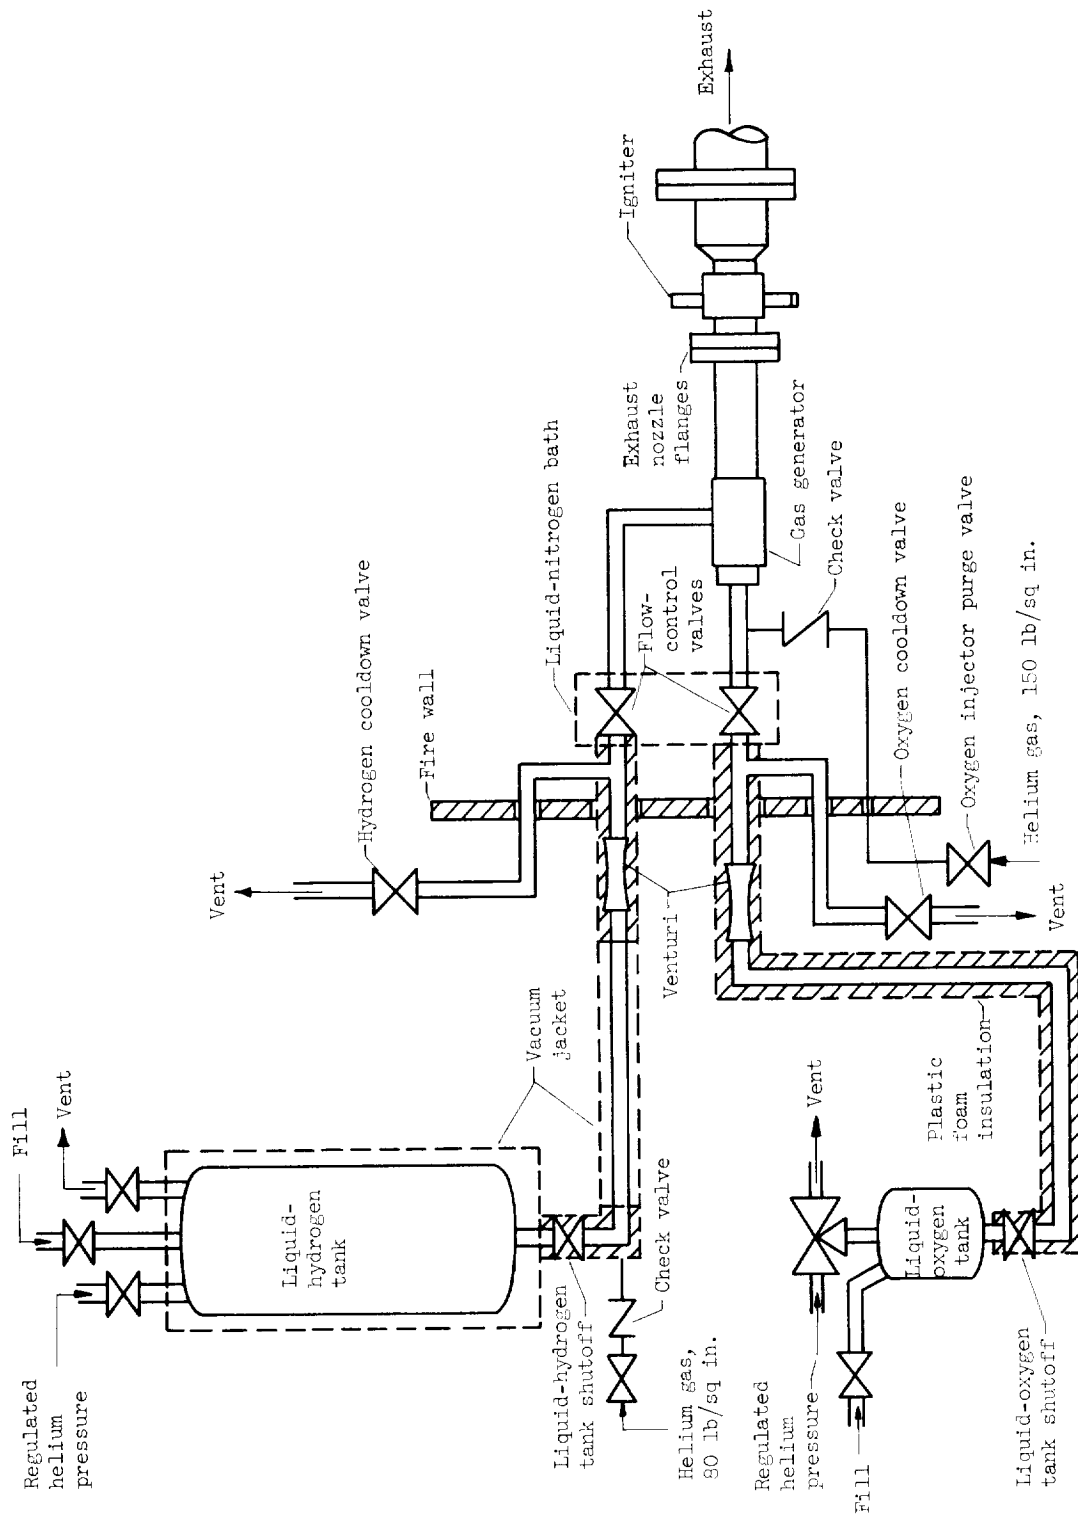 Regulated
helium
pressure
Fill
Vent
Liquid-
hydrogen
tank
Liquid-hydrogen
tank shutoff
Vacuum
jacket
Check valve
Helium gas,
80 lb/sq in.
Vent
Hydrogen cooldown valve
Fire wall
Liquid-nitrogen bath
Venturi
Flow-
control
valves
Exhaust
nozzle
flanges
Igniter
Exhaust
Gas generator
Check valve
Oxygen cooldown valve
Oxygen injector purge valve
Helium gas, 150 lb/sq in.
Vent
Plastic
foam
insulation
Vent
Regulated
helium
pressure
Fill
Liquid-
oxygen
tank
Liquid-oxygen
tank shutoff